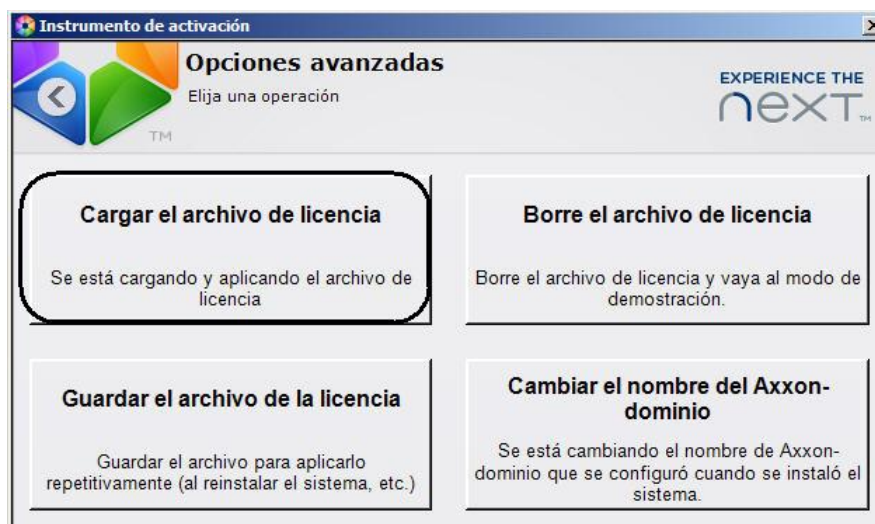 Instrumento de activación
Opciones avanzadas
Elija una operación
TM
EXPERIENCE THE
next
TM
Cargar el archivo de licencia
Se está cargando y aplicando el archivo de
licencia
Borre el archivo de licencia
Borre el archivo de licencia y vaya al modo de
demostración.
Guardar el archivo de la licencia
Guardar el archivo para aplicarlo
repetitivamente (al reinstalar el sistema, etc.)
Cambiar el nombre del Axxon-
dominio
Se está cambiando el nombre de Axxon-
dominio que se configuró cuando se instaló el
sistema.